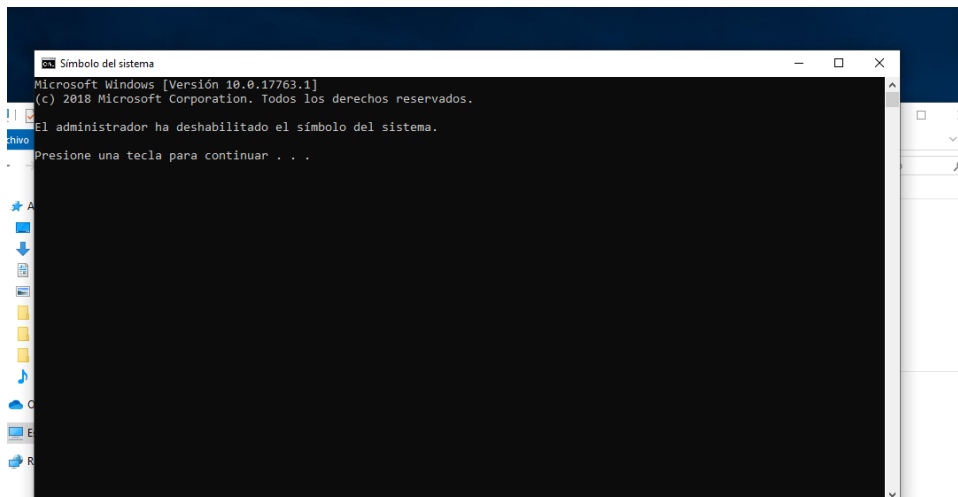 Símbolo del sistema
Microsoft Windows [Versión 10.0.17763.1]
(c) 2018 Microsoft Corporation. Todos los derechos reservados.
El administrador ha deshabilitado el símbolo del sistema.
Presione una tecla para continuar . . .
chivo
A
C
E
R